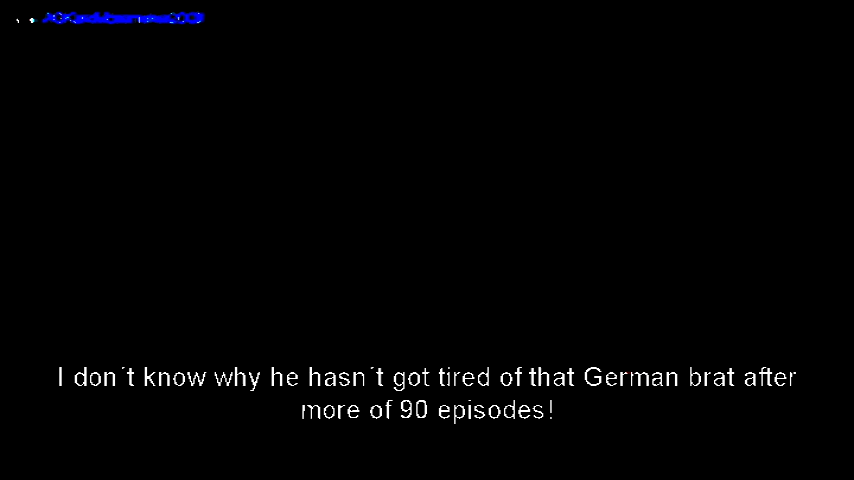 I don´t know why he hasn´t got tired of that German brat after
more of 90 episodes!